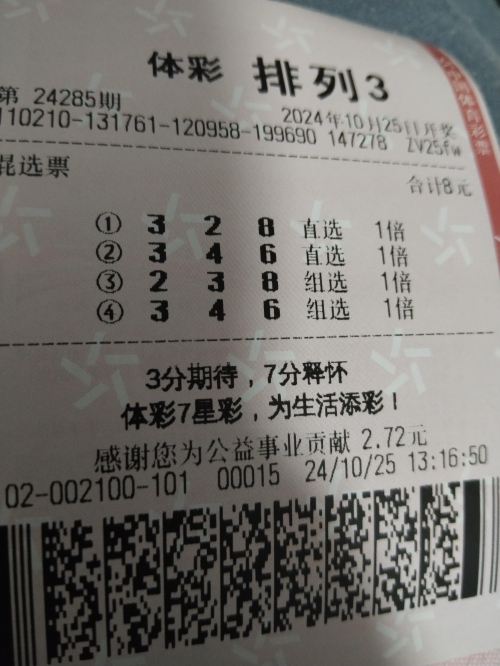 体彩 排列3
第 24285期
2024年10月25日开奖
110210-131761-120958-199690 147278 ZV25fw
混选票
合计8元
① 3 2 8 直选 1倍
② 3 4 6 直选 1倍
③ 2 3 8 组选 1倍
④ 3 4 6 组选 1倍
3分期待，7分释怀
体彩7星彩，为生活添彩！
感谢您为公益事业贡献 2.72元
02-002100-101 00015 24/10/25 13:16:50
体育彩票